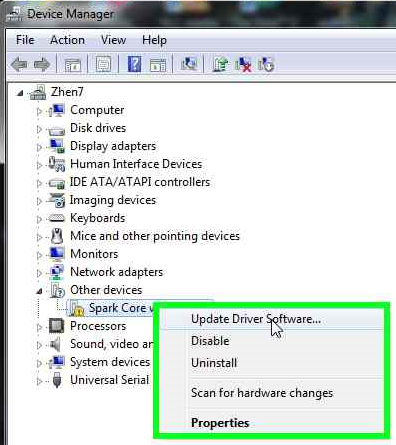 Device Manager
File Action View Help
Zhen7
Computer
Disk drives
Display adapters
Human Interface Devices
IDE ATA/ATAPI controllers
Imaging devices
Keyboards
Mice and other pointing devices
Monitors
Network adapters
Other devices
Spark Core
Update Driver Software...
Processors
Disable
Sound, video
Uninstall
System devices
Universal Serial
Scan for hardware changes
Properties